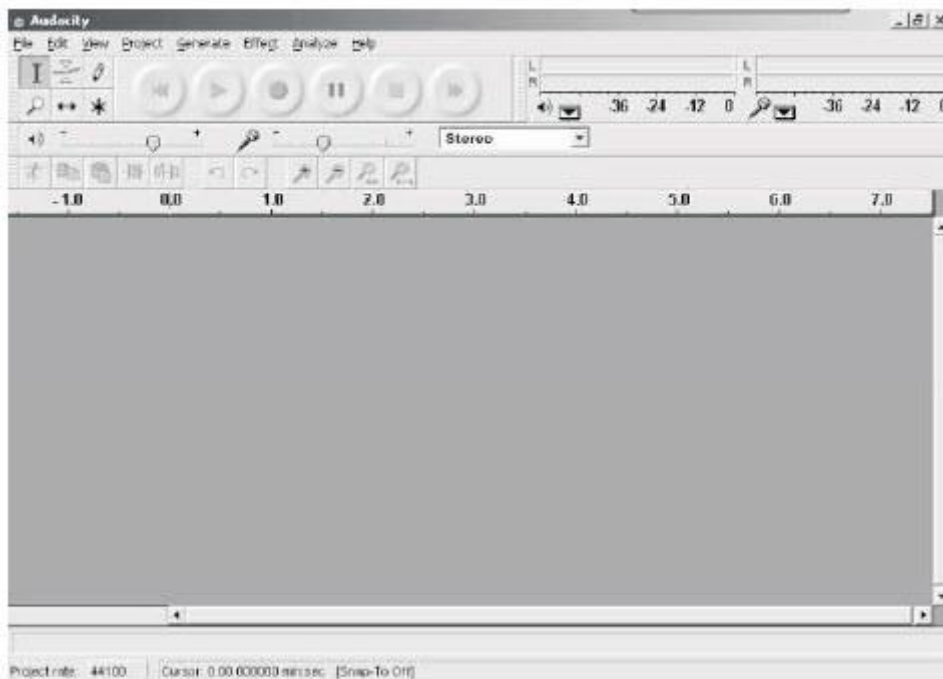 Audacity
File Edit View Project Generate Effect Analyze Help
L
R
-36 -24 -12 0
L
R
-36 -24 -12 0
- +
- +
Stereo
-1.0 0.0 1.0 2.0 3.0 4.0 5.0 6.0 7.0
Project rate: 44100 Cursor: 0:00.000000 min:sec [Snap-To Off]